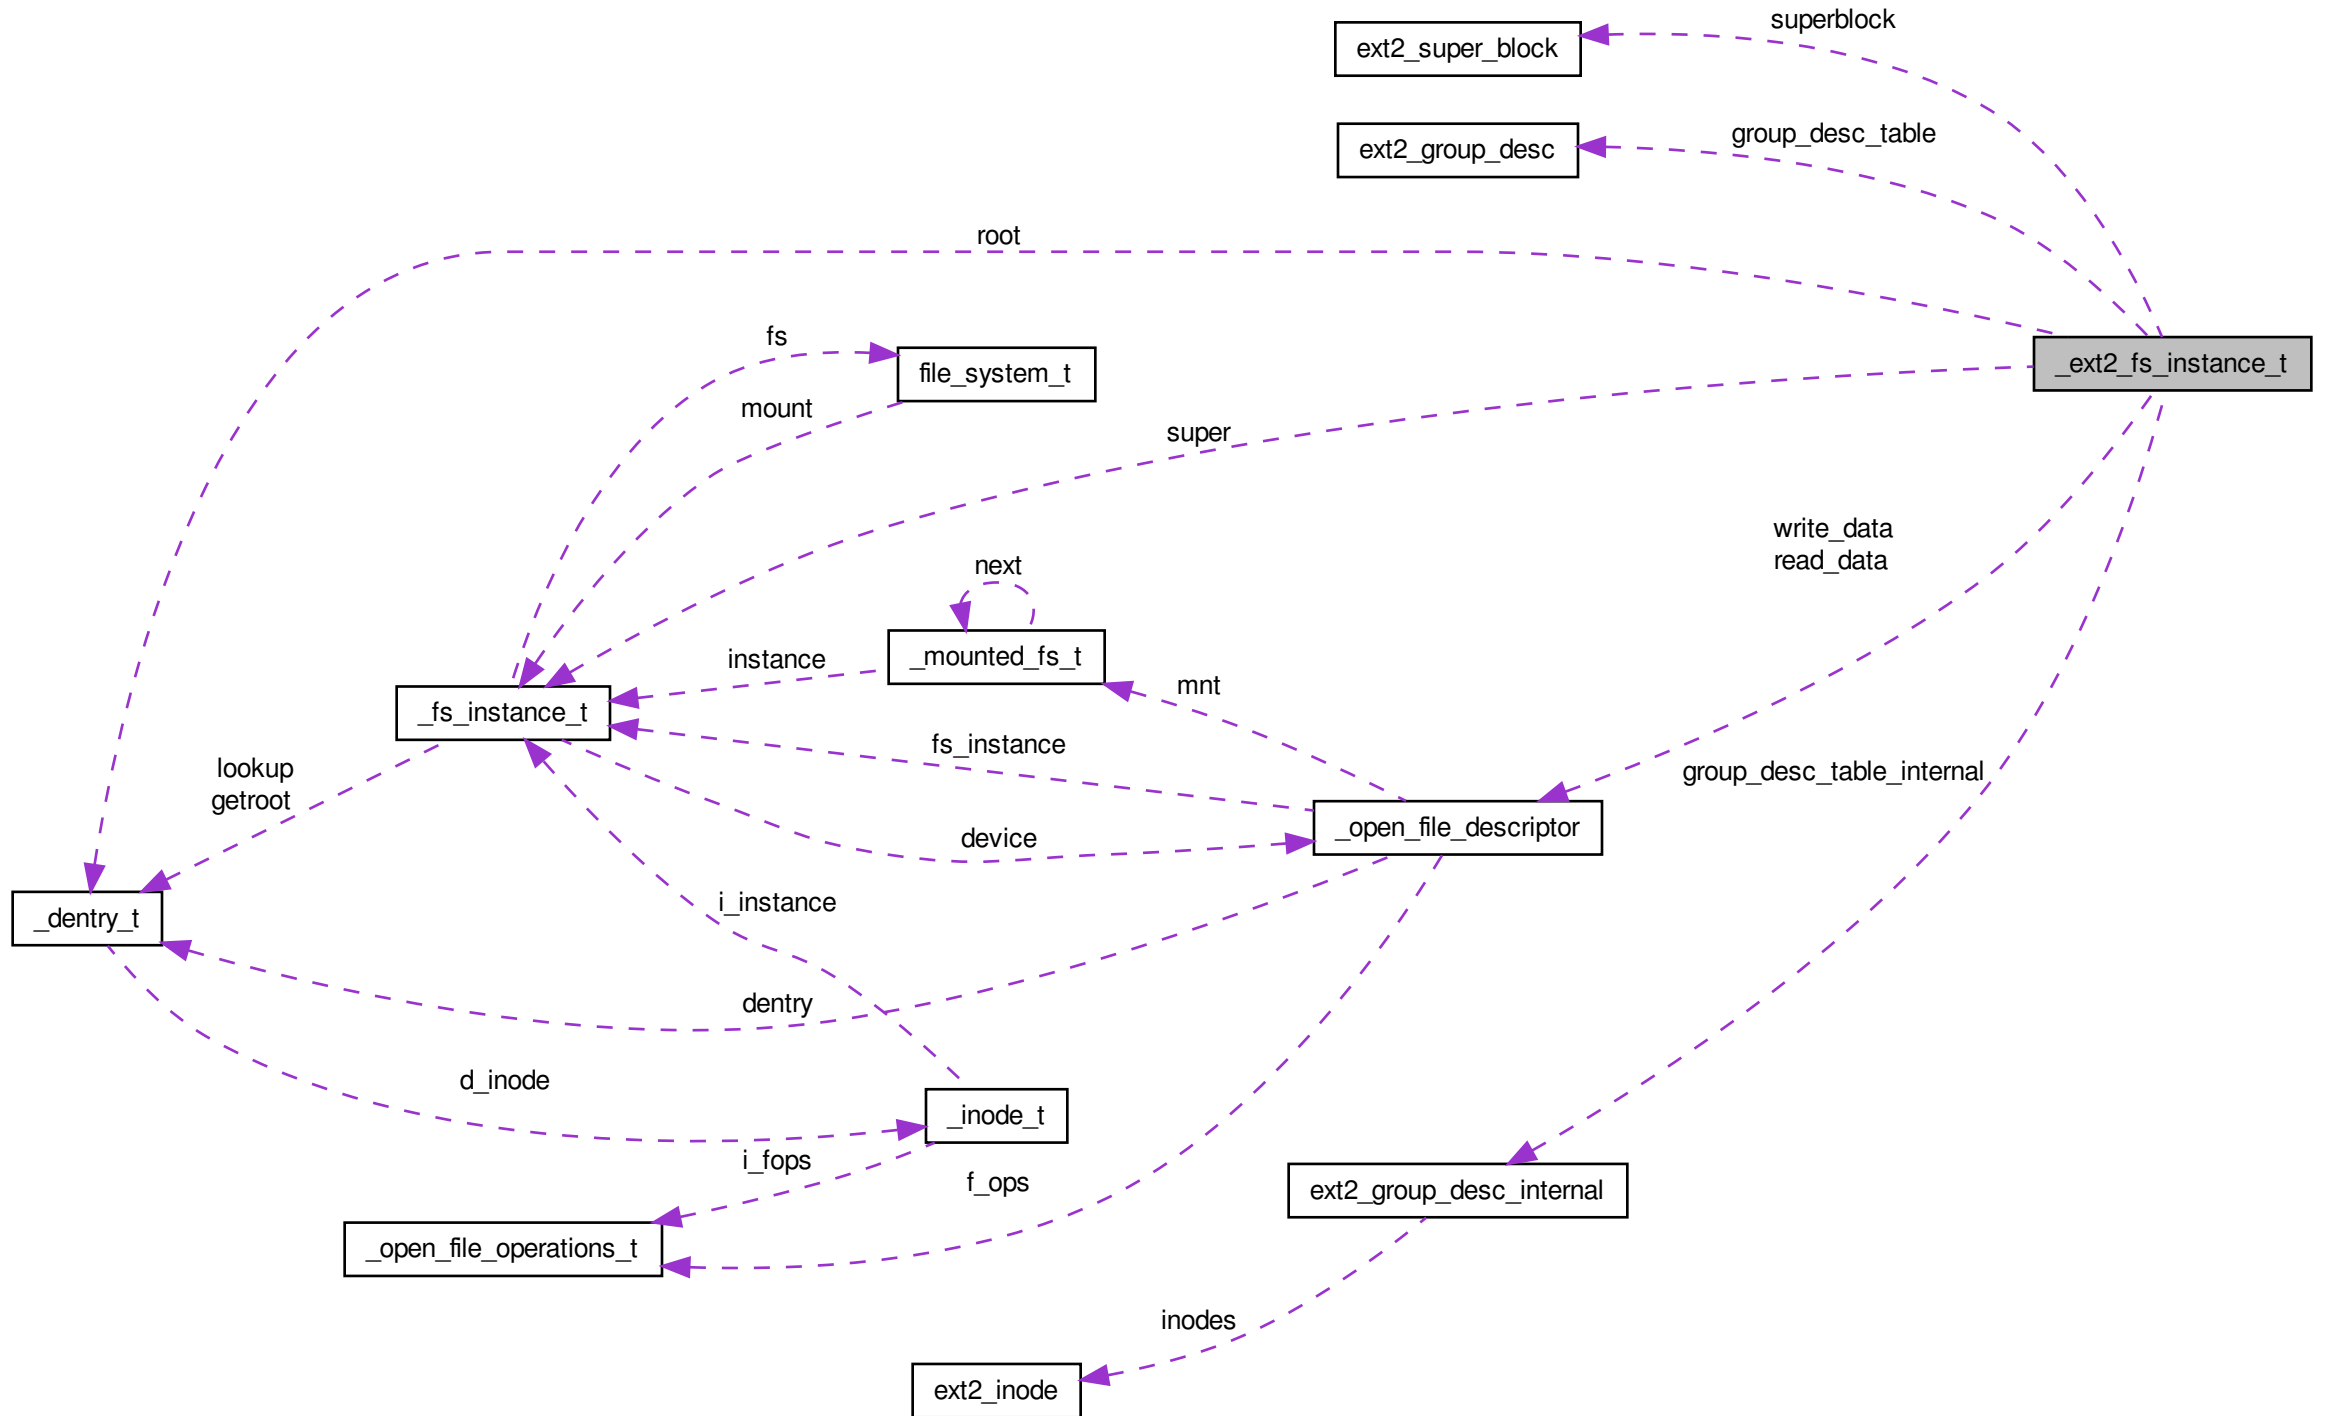 superblock
ext2_super_block
group_desc_table
ext2_group_desc
root
fs
file_system_t
_ext2_fs_instance_t
mount
super
write_data
read_data
next
_mounted_fs_t
instance
mnt
_fs_instance_t
fs_instance
lookup
getroot
group_desc_table_internal
_open_file_descriptor
device
i_instance
_dentry_t
dentry
d_inode
_inode_t
i_fops
f_ops
ext2_group_desc_internal
_open_file_operations_t
inodes
ext2_inode